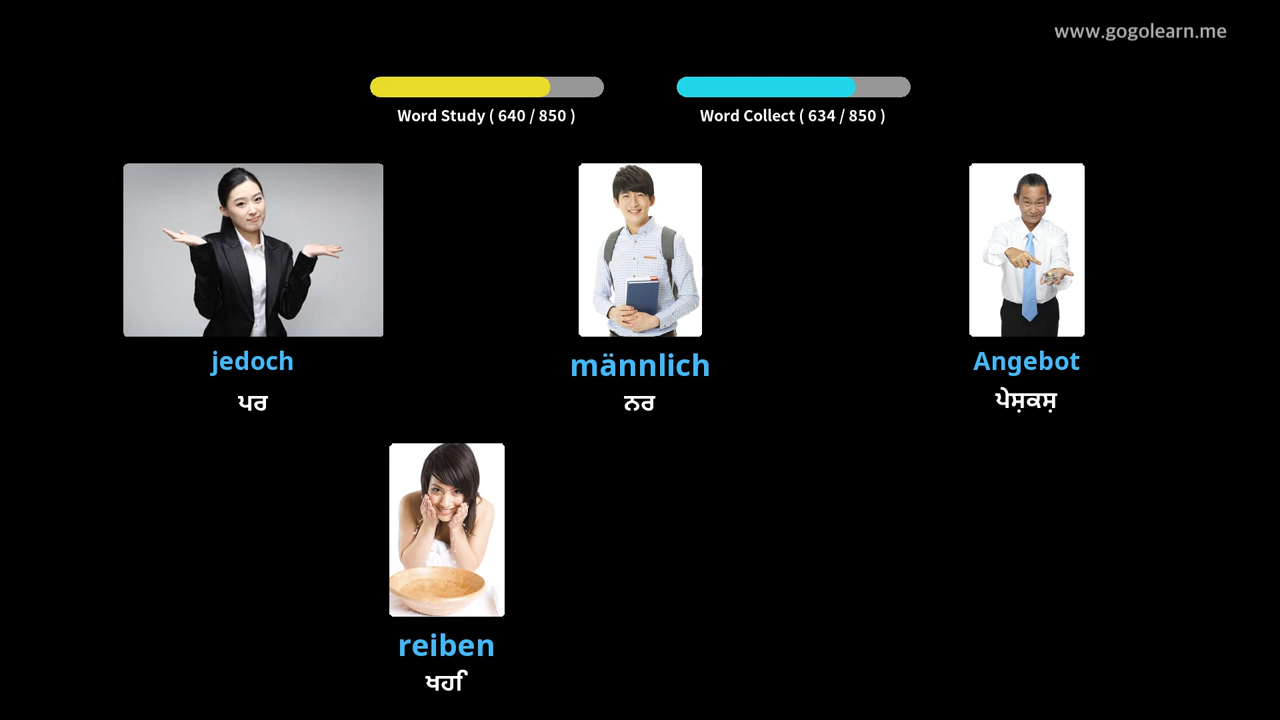 www.gogolearn.me
Word Study ( 640 / 850 )
Word Collect ( 634 / 850 )
jedoch
ਪਰ
männlich
ਨਰ
Angebot
ਪੇਸ਼ਕਸ਼
reiben
ਖਹਿ